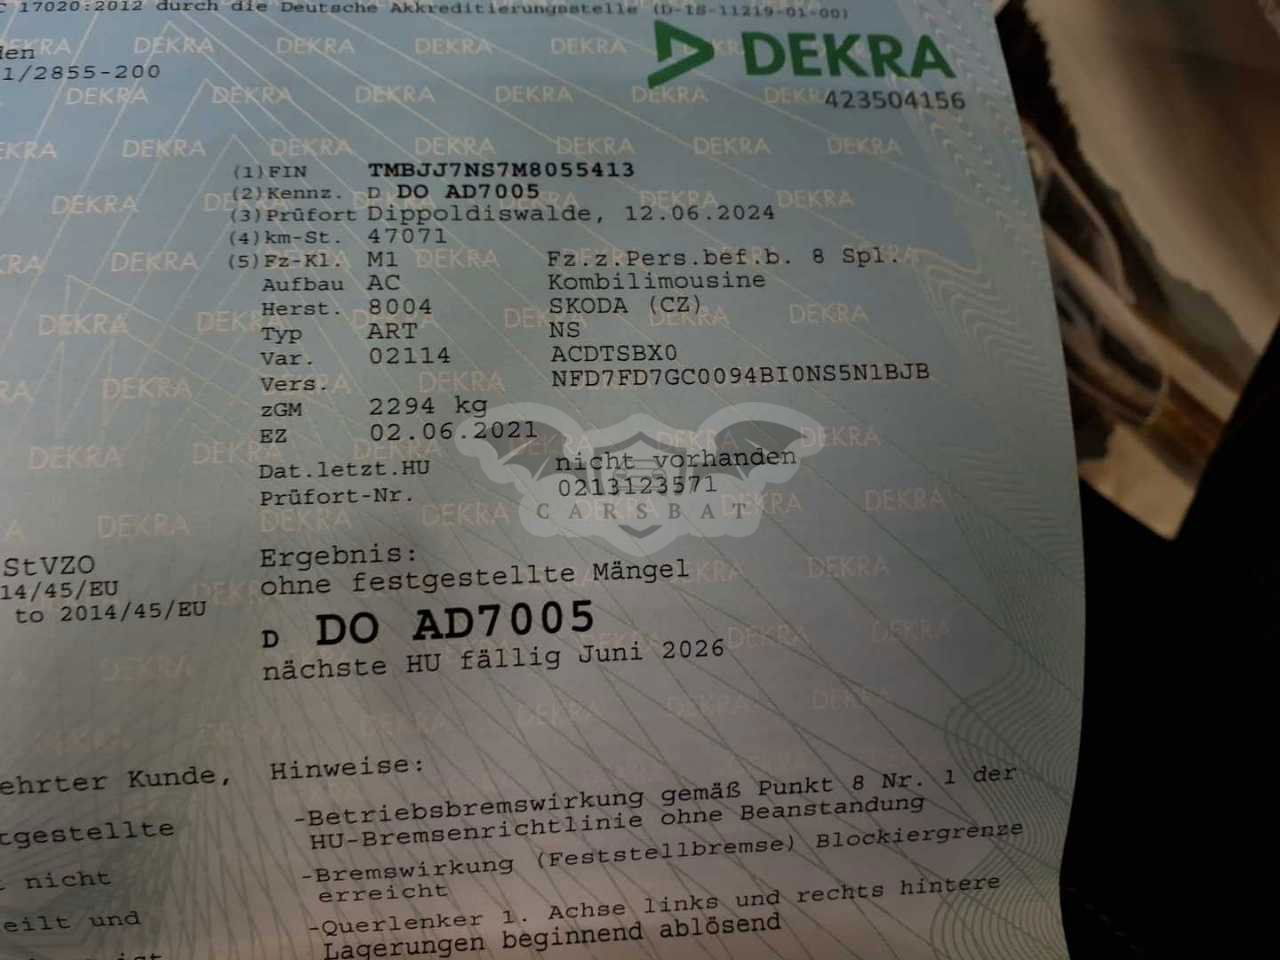 C 17020:2012 durch die Deutsche Akkreditierungsstelle (D-IS-11219-01-00)
den
1/2855-200
DEKRA
423504156
(1) FIN TMBJJ7NS7M8055413
(2) Kennz. D DO AD7005
(3) Prüfort Dippoldiswalde, 12.06.2024
(4) km-St. 47071
(5) Fz-Kl. M1 Fz.z.Pers.bef.b. 8 Spl.
Aufbau AC Kombilimousine
Herst. 8004 SKODA (CZ)
Typ ART NS
Var. 02114 ACDTSBX0
Vers. NFD7FD7GC0094BI0NS5N1BJB
zGM 2294 kg
EZ 02.06.2021
Dat.letzt.HU nicht vorhanden
Prüfort-Nr. 0213123571
CARSBAT
StVZO
14/45/EU
to 2014/45/EU
Ergebnis:
ohne festgestellte Mängel
D DO AD7005
nächste HU fällig Juni 2026
ehrter Kunde,
tgestellte
t nicht
eilt und
ist
Hinweise:
-Betriebsbremswirkung gemäß Punkt 8 Nr. 1 der
HU-Bremsenrichtlinie ohne Beanstandung
-Bremswirkung (Feststellbremse) Blockiergrenze
erreicht
-Querlenker 1. Achse links und rechts hintere
Lagerungen beginnend ablösend